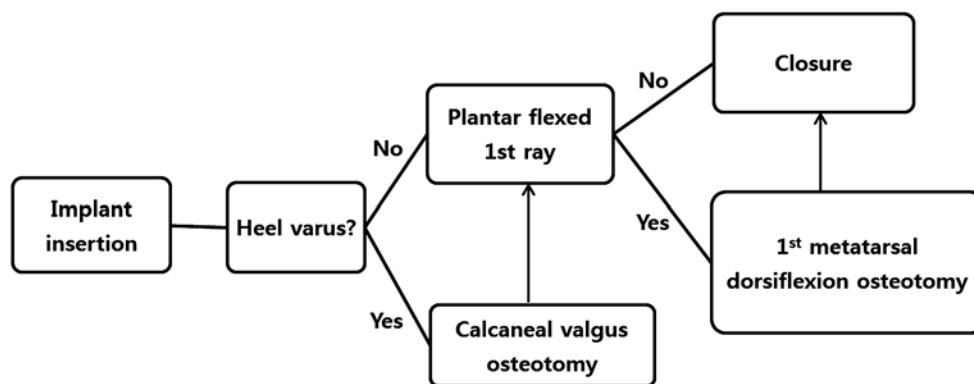 Implant
insertion
Heel varus?
No
Yes
Plantar flexed
1st ray
Calcaneal valgus
osteotomy
No
Yes
Closure
1st metatarsal
dorsiflexion osteotomy